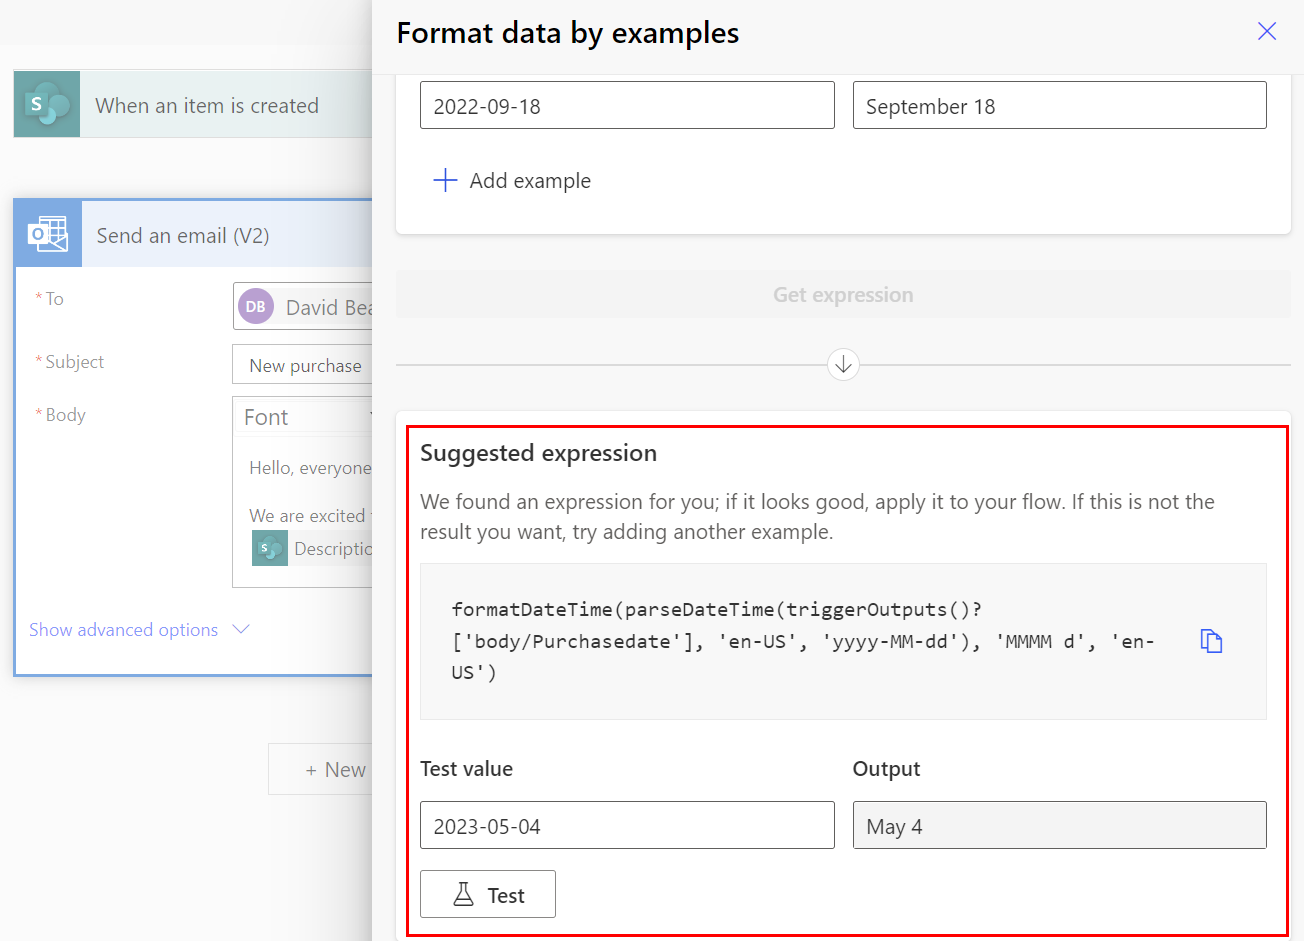 Format data by examples
S
When an item is created
2022-09-18
September 18
Add example
O
Send an email (V2)
Get expression
* To
DB
David Bea
* Subject
New purchase
* Body
Font
Hello, everyone
We are excited
S
Descriptio
Show advanced options
+ New
Suggested expression
We found an expression for you; if it looks good, apply it to your flow. If this is not the
result you want, try adding another example.
formatDateTime(parseDateTime(triggerOutputs()?
['body/Purchasedate'], 'en-US', 'yyyy-MM-dd'), 'MMMM d', 'en-
US')
Test value
Output
2023-05-04
May 4
Test